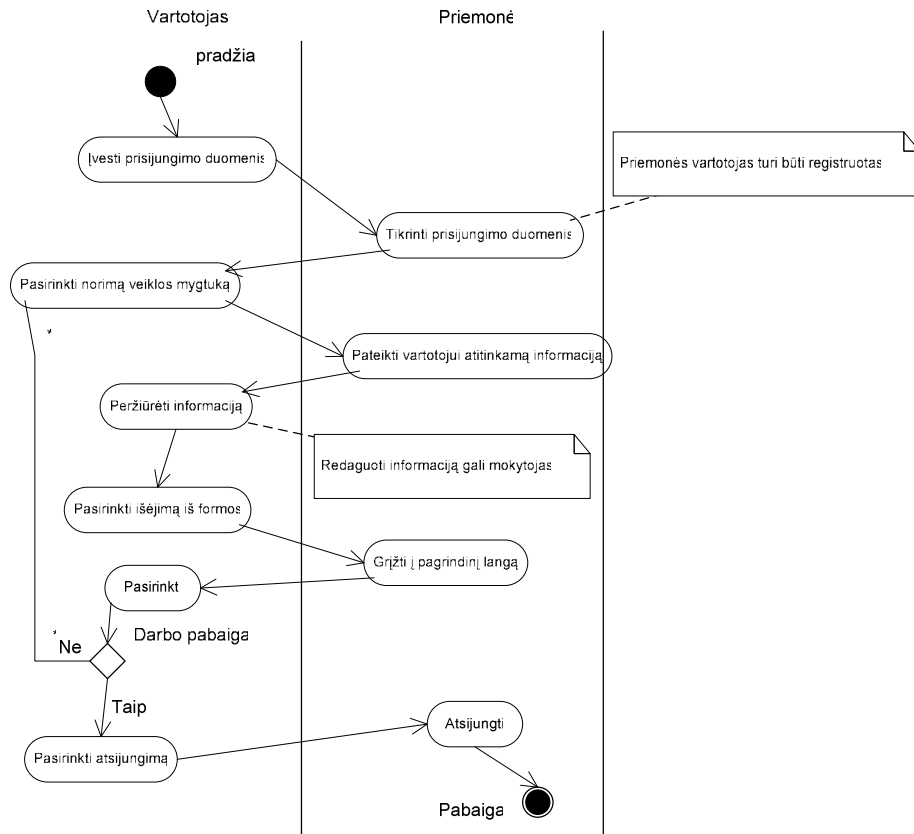 Vartotojas
Priemonė
pradžia
Įvesti prisijungimo duomenis
Priemonės vartotojas turi būti registruotas
Tikrinti prisijungimo duomenis
Pasirinkti norimą veiklos mygtuką
Pateikti vartotojui atitinkamą informaciją
Peržiūrėti informaciją
Redaguoti informaciją gali mokytojas
Pasirinkti išėjimą iš formos
Grįžti į pagrindinį langą
Pasirinkt
Darbo pabaiga
Ne
Taip
Atsijungti
Pasirinkti atsijungimą
Pabaiga